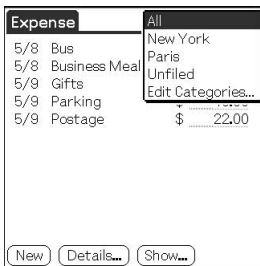 Expense
All
New York
Paris
Unfiled
Edit Categories...
5/8 Bus
5/8 Business Meal
5/9 Gifts
5/9 Parking $
5/9 Postage $ 22.00
New Details... Show...